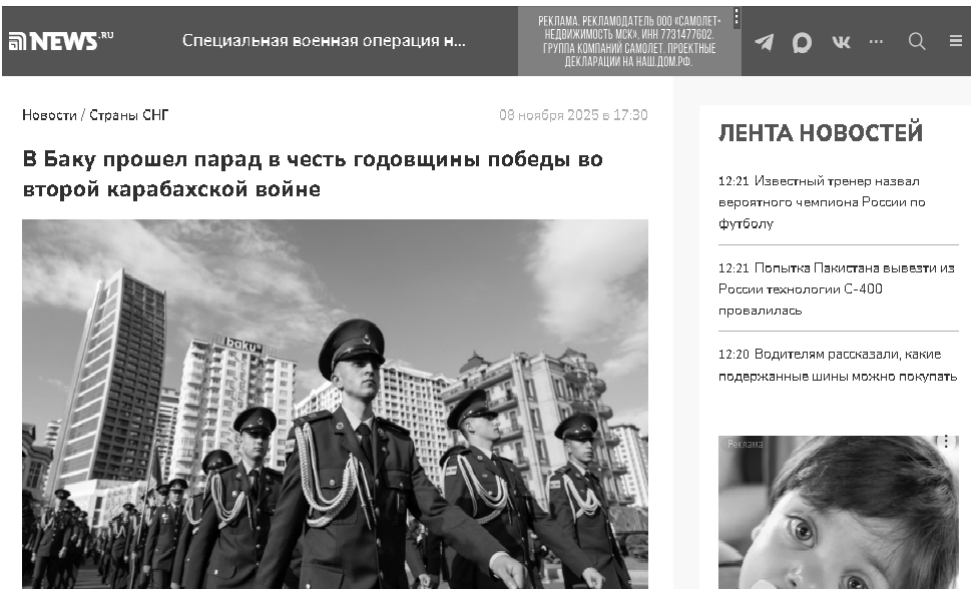 NEWS.RU
Специальная военная операция н...
РЕКЛАМА. РЕКЛАМОДАТЕЛЬ ООО «САМОЛЕТ-
НЕДВИЖИМОСТЬ МСК», ИНН 7731477602.
ГРУППА КОМПАНИЙ САМОЛЕТ. ПРОЕКТНЫЕ
ДЕКЛАРАЦИИ НА НАШ.ДОМ.РФ.
Новости / Страны СНГ
08 ноября 2025 в 17:30
В Баку прошел парад в честь годовщины победы во
второй карабахской войне
baku
ЛЕНТА НОВОСТЕЙ
12:21 Известный тренер назвал
вероятного чемпиона России по
футболу
12:21 Попытка Пакистана вывезти из
России технологии С-400
провалилась
12:20 Водителям рассказали, какие
подержанные шины можно покупать
Реклама